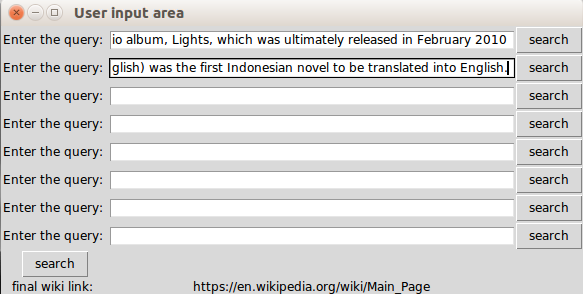 User input area
Enter the query: io album, Lights, which was ultimately released in February 2010 search
Enter the query: glish) was the first Indonesian novel to be translated into English. search
Enter the query: search
Enter the query: search
Enter the query: search
Enter the query: search
Enter the query: search
Enter the query: search
search
final wiki link: https://en.wikipedia.org/wiki/Main_Page